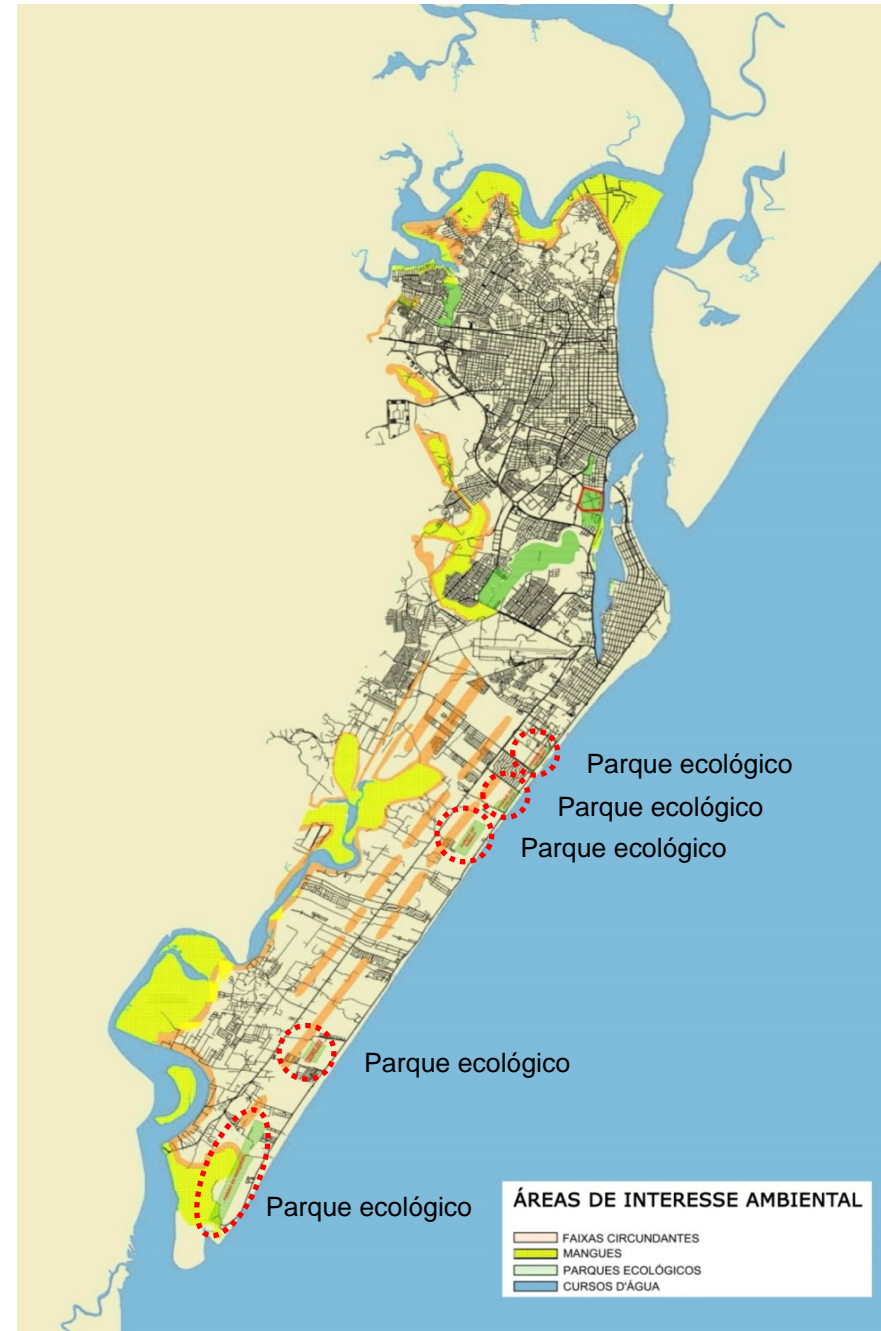 Parque ecológico
Parque ecológico
Parque ecológico
Parque ecológico
Parque ecológico
ÁREAS DE INTERESSE AMBIENTAL
FAIXAS CIRCUNDANTES
MANGUES
PARQUES ECOLÓGICOS
CURSOS D'ÁGUA